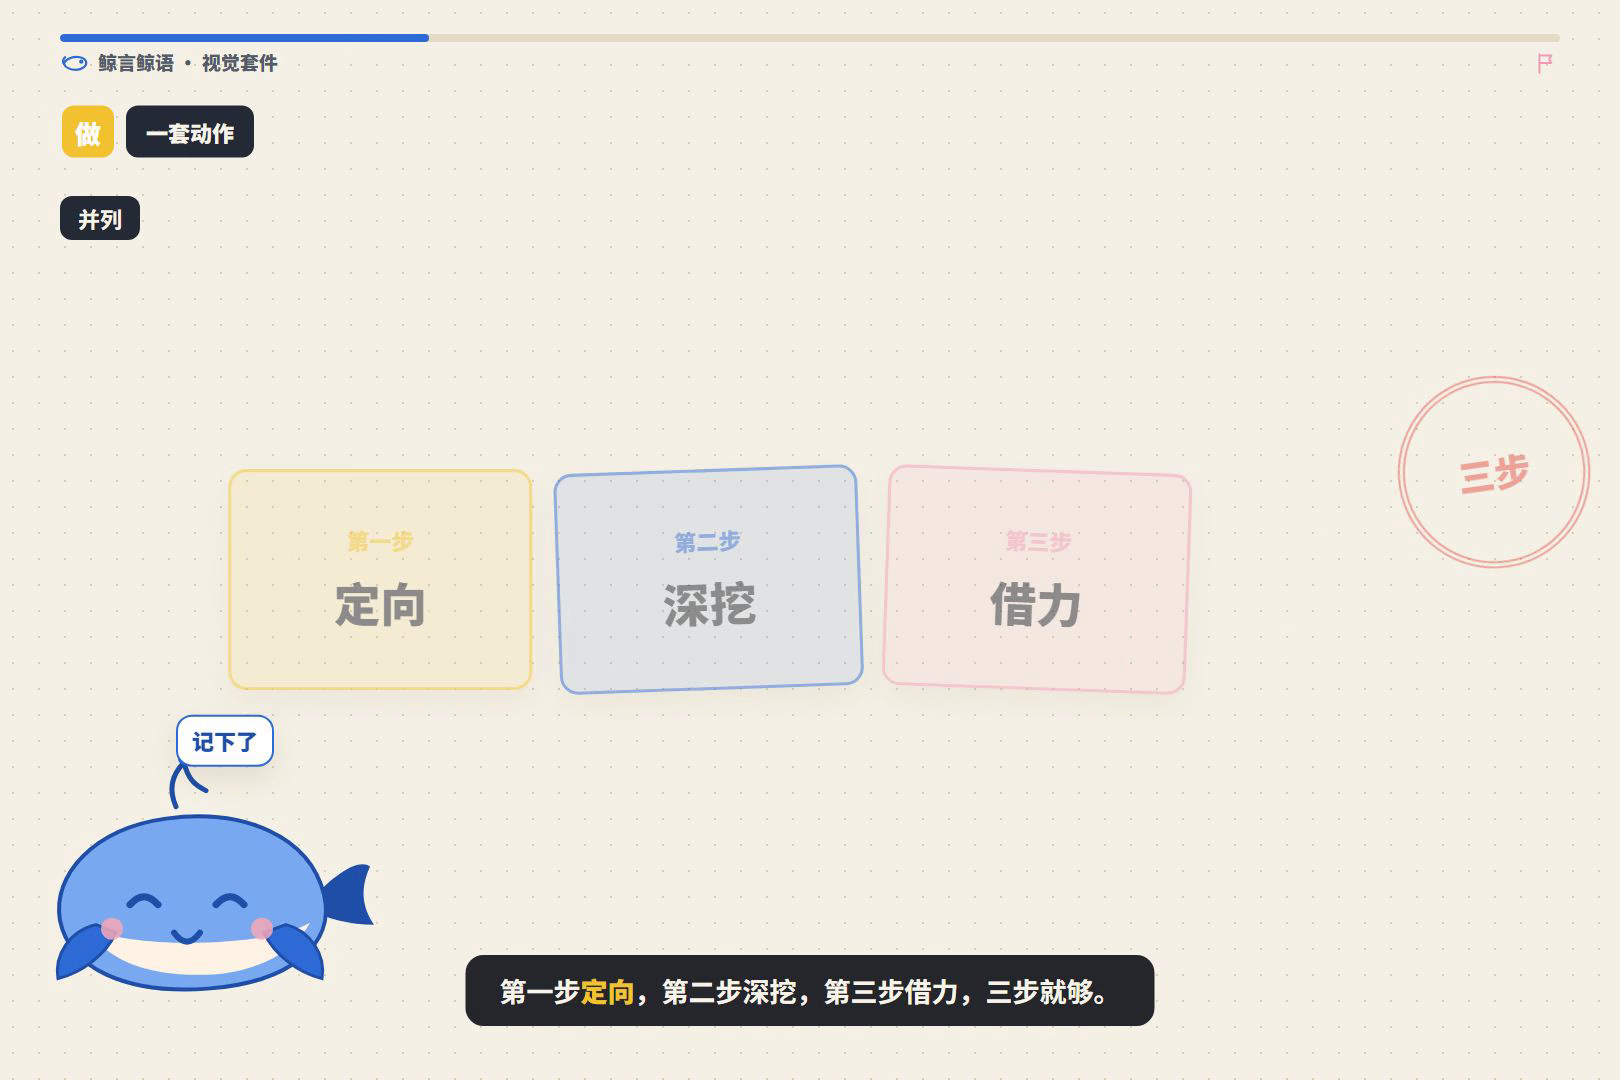 鲸言鲸语 · 视觉套件
做 一套动作
并列
三步
第一步
定向
第二步
深挖
第三步
借力
记下了
第一步定向，第二步深挖，第三步借力，三步就够。